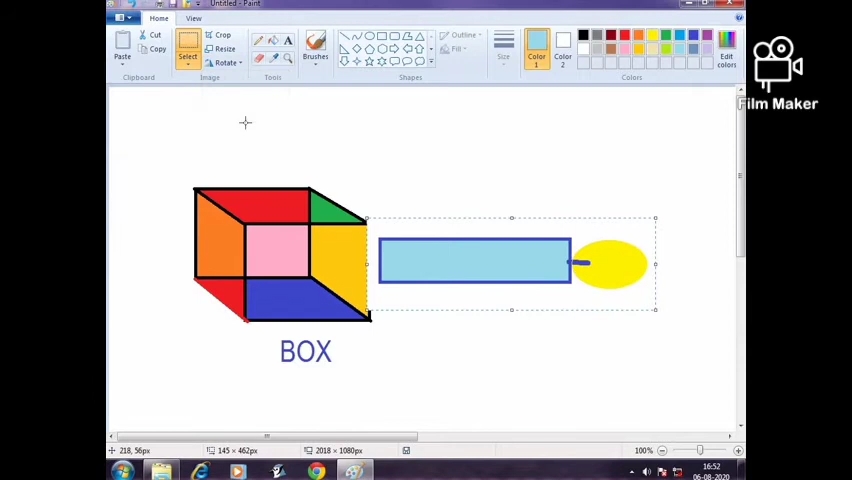 Untitled - Paint
Home View
Cut
Copy
Paste
Clipboard
Crop
Resize
Rotate
Select
Image
Tools
Brushes
Outline
Fill
Shapes
Size
Color 1
Color 2
Edit colors
Colors
Film Maker
BOX
218, 56px
145 × 462px
2018 × 1080px
100%
16:52
06-08-2020